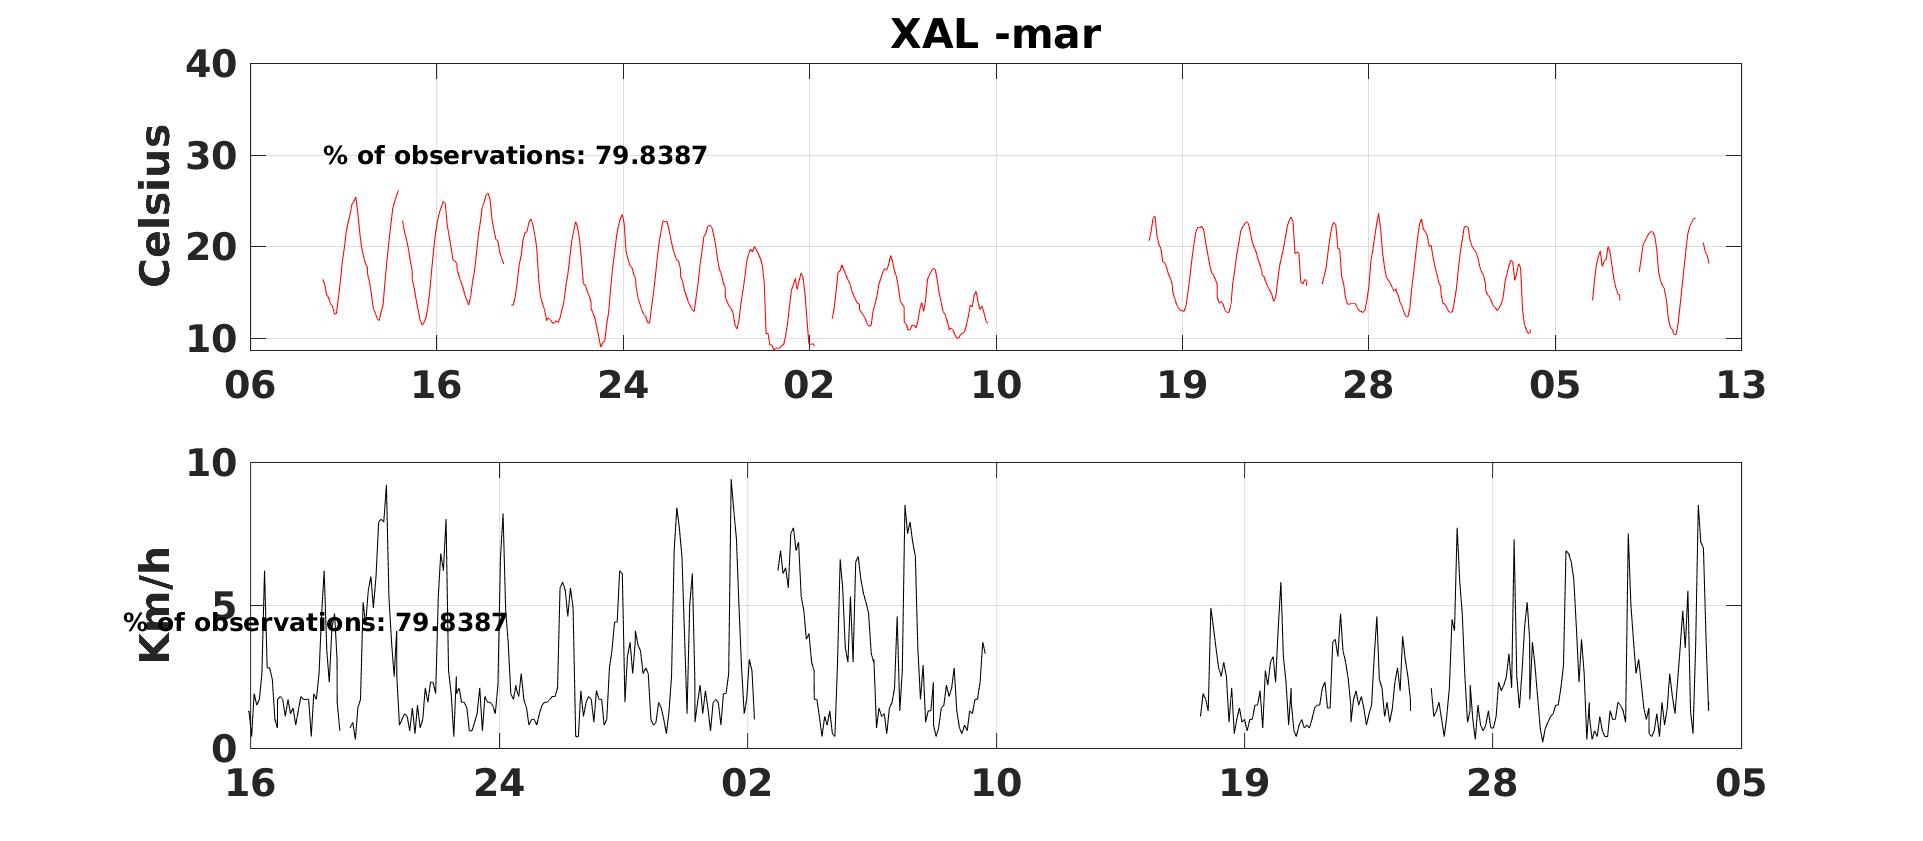 XAL -mar
40
30
20
10
Celsius
% of observations: 79.8387
06 16 24 02 10 19 28 05 13
10
5
0
Km/h
% of observations: 79.8387
16 24 02 10 19 28 05